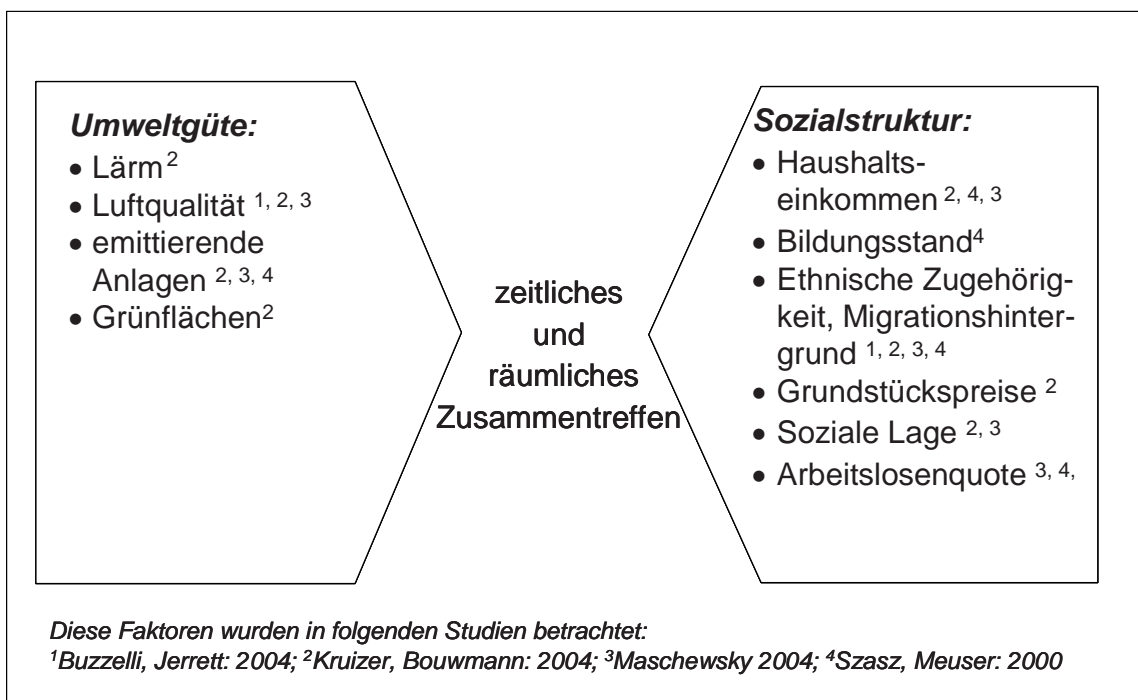 Umweltgüte:
• Lärm2
• Luftqualität 1, 2, 3
• emittierende
Anlagen 2, 3, 4
• Grünflächen2
zeitliches
und
räumliches
Zusammentreffen
Sozialstruktur:
• Haushalts-
einkommen 2, 4, 3
• Bildungsstand4
• Ethnische Zugehörig-
keit, Migrationshinter-
grund 1, 2, 3, 4
• Grundstückspreise 2
• Soziale Lage 2, 3
• Arbeitslosenquote 3, 4,
Diese Faktoren wurden in folgenden Studien betrachtet:
1Buzzelli, Jerrett: 2004; 2Kruizer, Bouwmann: 2004; 3Maschewsky 2004; 4Szasz, Meuser: 2000